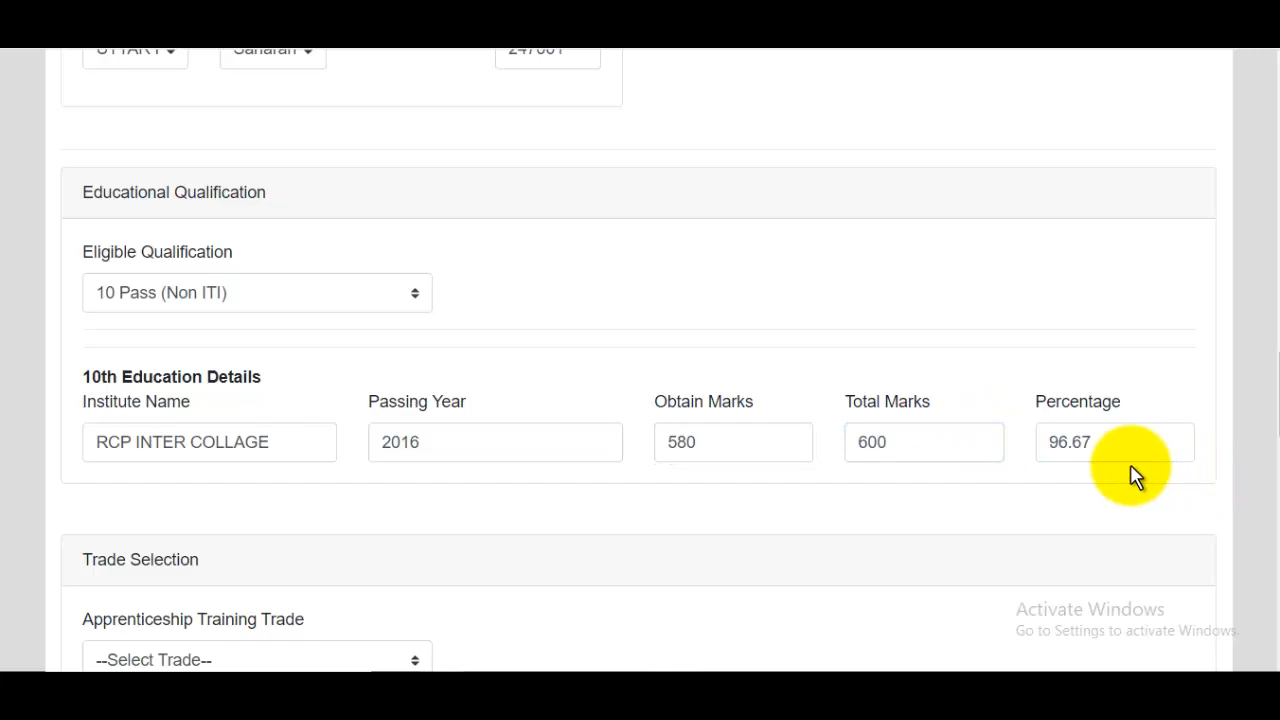 Educational Qualification
Eligible Qualification
10 Pass (Non ITI)
10th Education Details
Institute Name Passing Year Obtain Marks Total Marks Percentage
RCP INTER COLLAGE 2016 580 600 96.67
Trade Selection
Apprenticeship Training Trade
--Select Trade--
Activate Windows
Go to Settings to activate Windows.